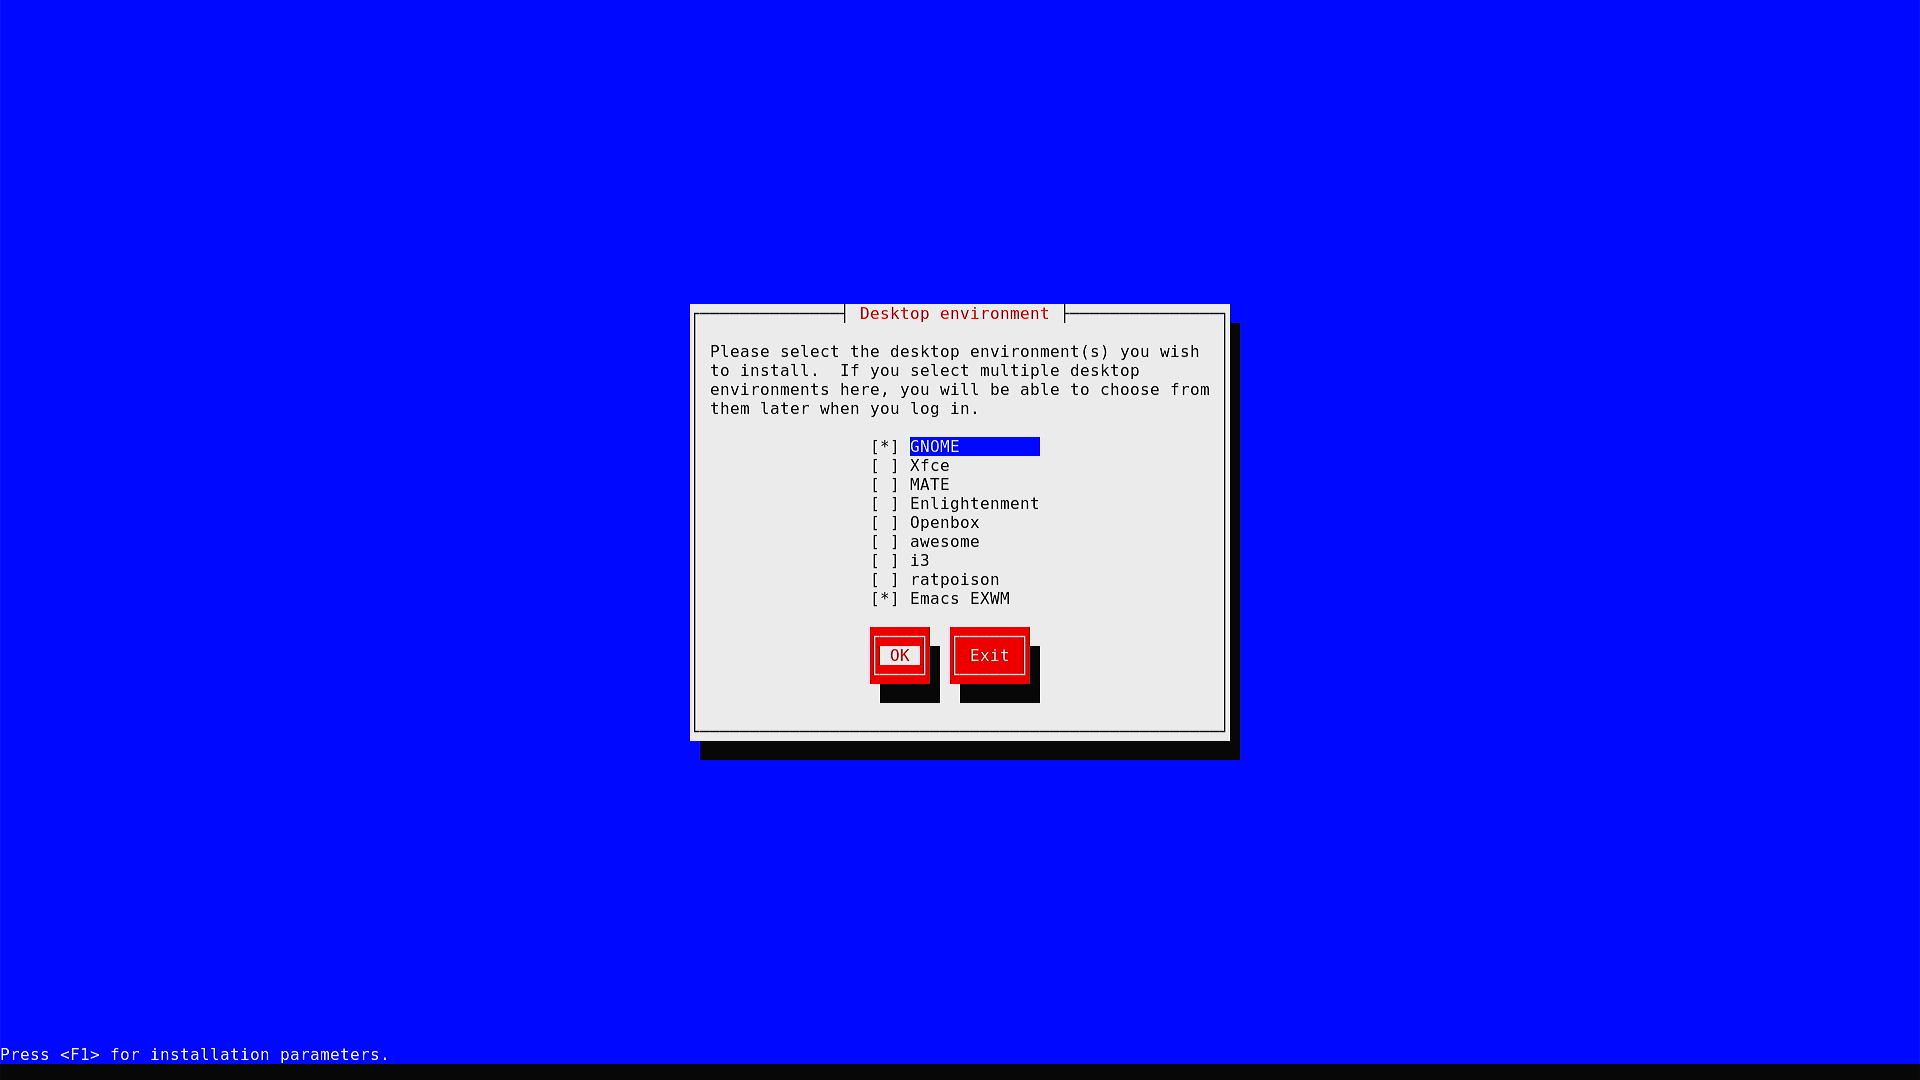 Desktop environment
Please select the desktop environment(s) you wish
to install.  If you select multiple desktop
environments here, you will be able to choose from
them later when you log in.
[*] GNOME
[ ] Xfce
[ ] MATE
[ ] Enlightenment
[ ] Openbox
[ ] awesome
[ ] i3
[ ] ratpoison
[*] Emacs EXWM
OK Exit
Press <F1> for installation parameters.